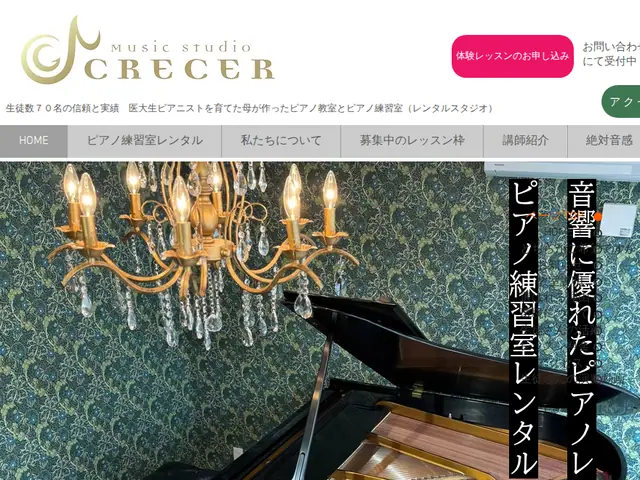 Music Studio
CRECER
体験レッスンのお申し込み
お問い合わせ
にて受付中
アク
生徒数７０名の信頼と実績　医大生ピアニストを育てた母が作ったピアノ教室とピアノ練習室（レンタルスタジオ）
HOME
ピアノ練習室レンタル
私たちについて
募集中のレッスン枠
講師紹介
絶対音感
音響に優れたピアノレ
ピアノ練習室レンタル